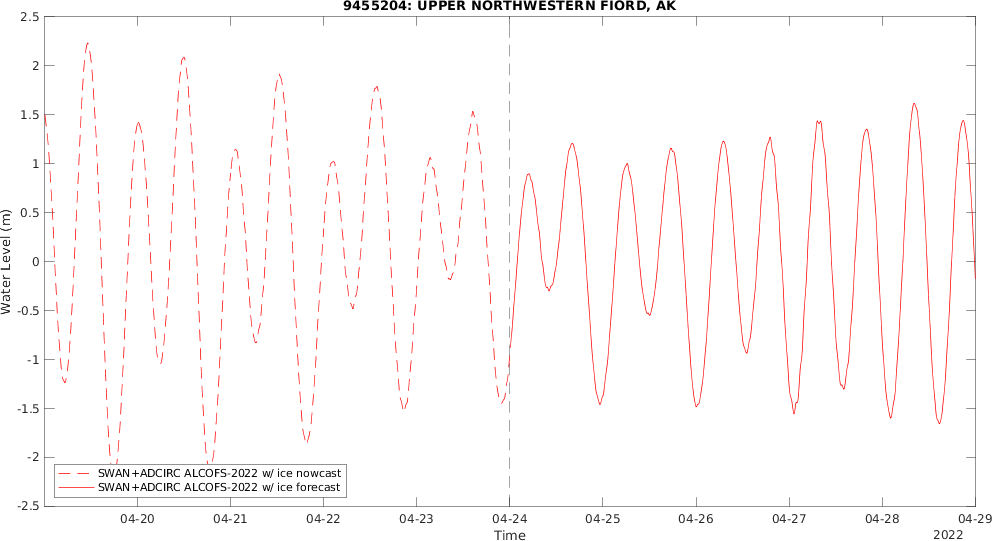 9455204: UPPER NORTHWESTERN FIORD, AK
2.5
2
1.5
1
0.5
0
-0.5
-1
-1.5
-2
-2.5
Water Level (m)
SWAN+ADCIRC ALCOFS-2022 w/ ice nowcast
SWAN+ADCIRC ALCOFS-2022 w/ ice forecast
04-20 04-21 04-22 04-23 04-24 04-25 04-26 04-27 04-28 04-29
Time
2022